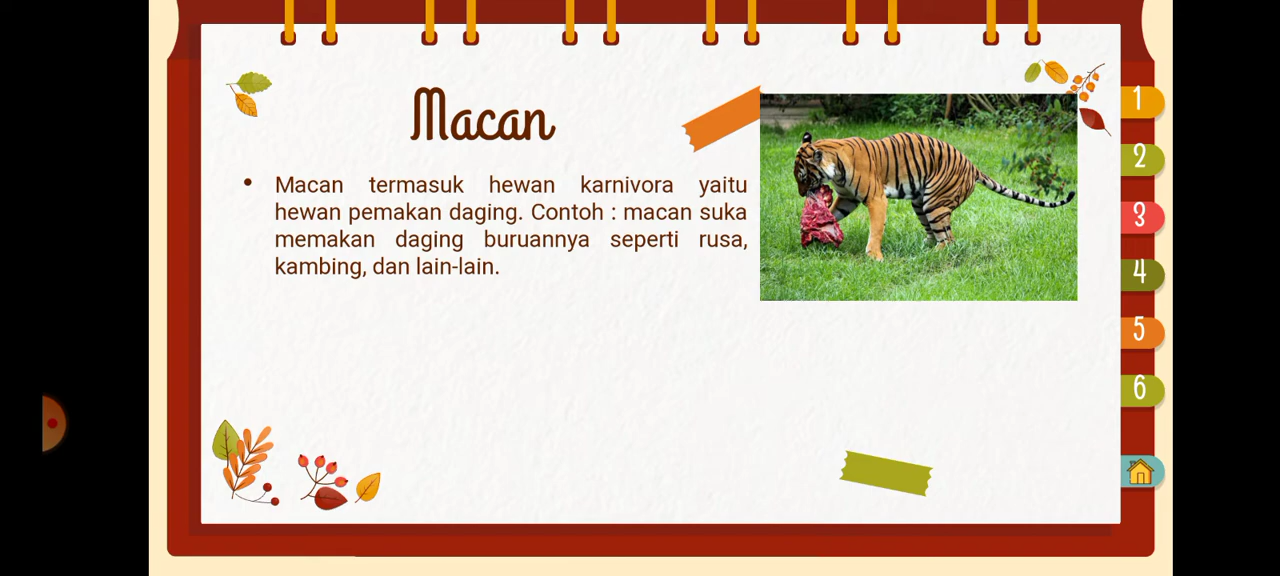 Macan
• Macan termasuk hewan karnivora yaitu
hewan pemakan daging. Contoh : macan suka
memakan daging buruannya seperti rusa,
kambing, dan lain-lain.
1
2
3
4
5
6